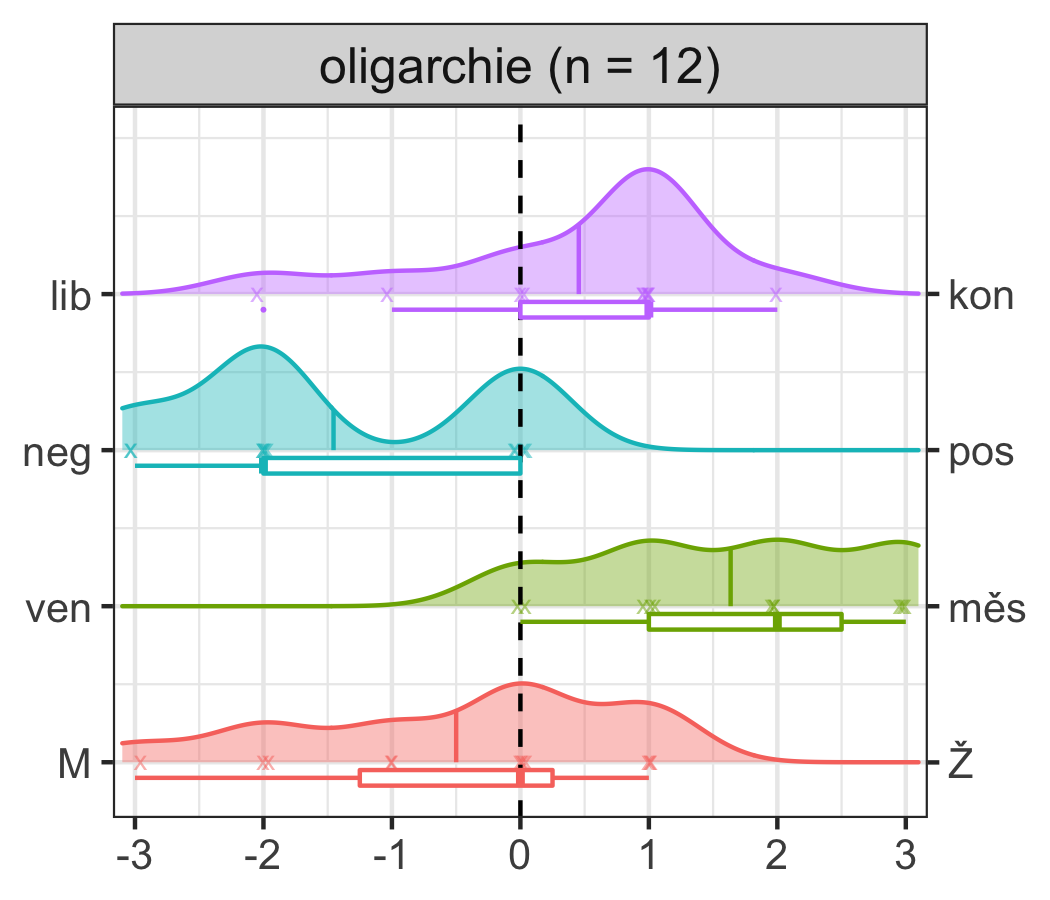 oligarchie (n = 12)
lib kon
neg pos
ven měs
M Ž
-3 -2 -1 0 1 2 3